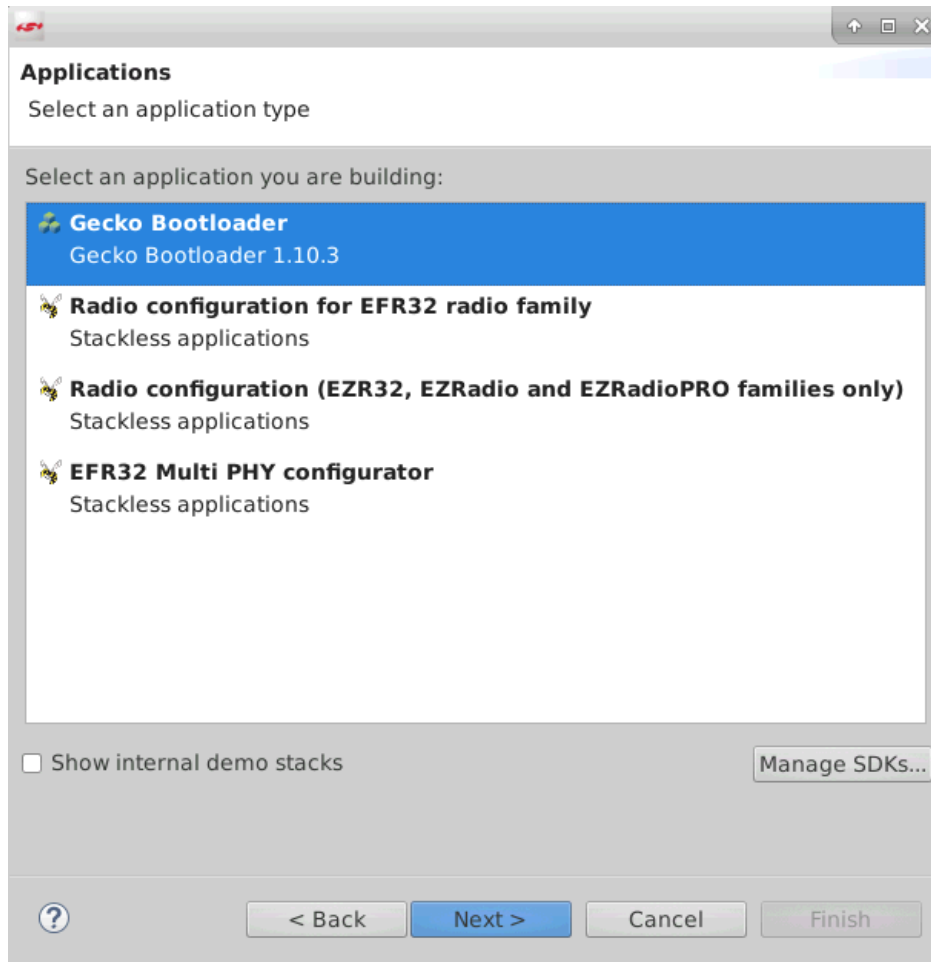 Applications
Select an application type
Select an application you are building:
Gecko Bootloader
Gecko Bootloader 1.10.3
Radio configuration for EFR32 radio family
Stackless applications
Radio configuration (EZR32, EZRadio and EZRadioPRO families only)
Stackless applications
EFR32 Multi PHY configurator
Stackless applications
Show internal demo stacks
Manage SDKs...
?
< Back
Next >
Cancel
Finish